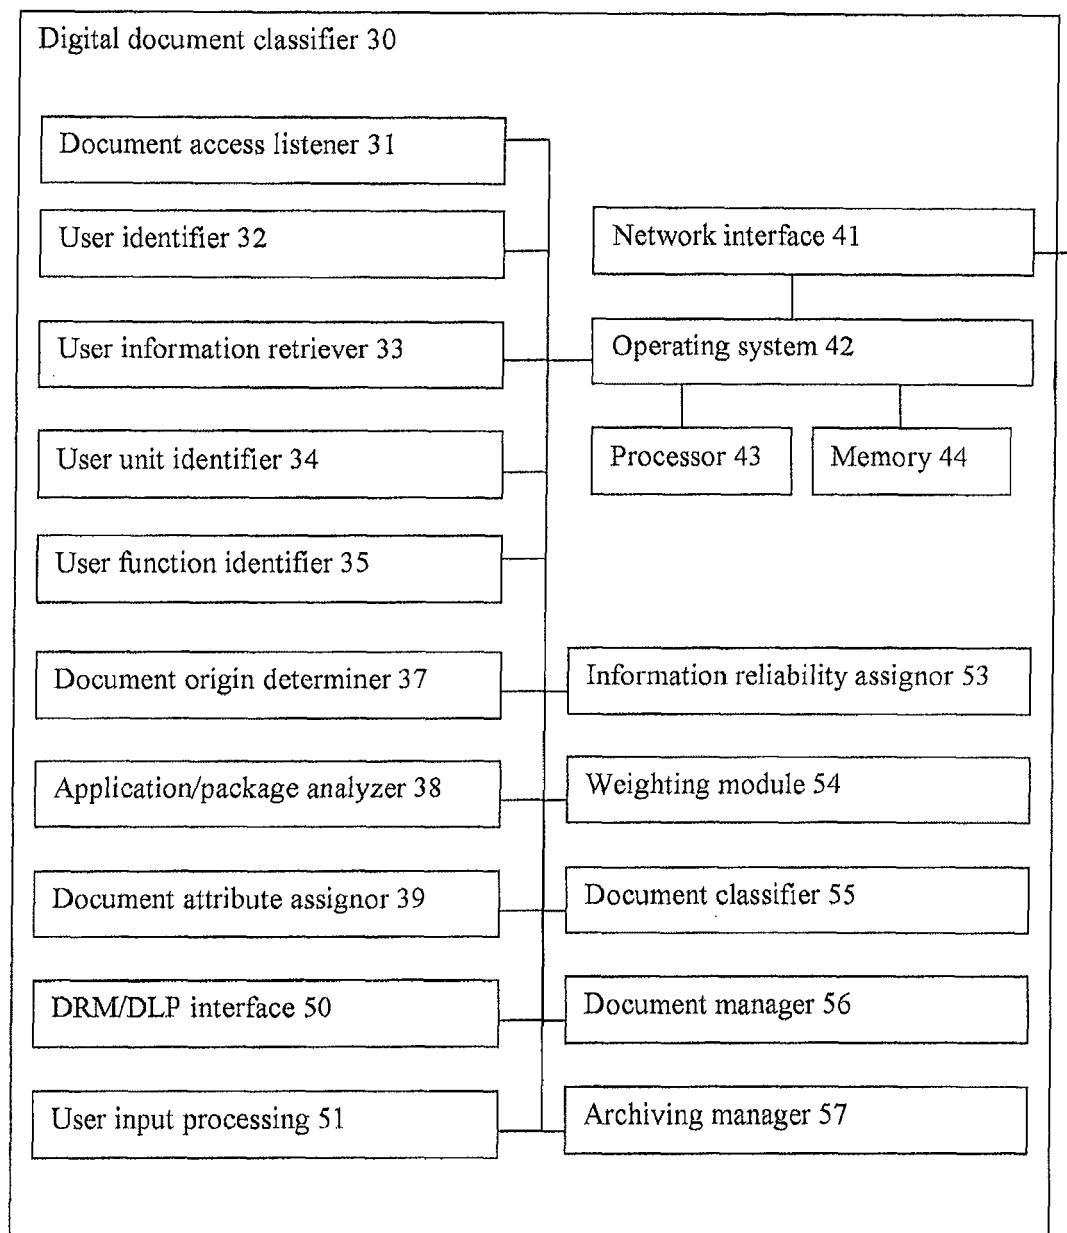 Digital document classifier 30
Document access listener 31
User identifier 32
Network interface 41
User information retriever 33
Operating system 42
User unit identifier 34
Processor 43
Memory 44
User function identifier 35
Document origin determiner 37
Information reliability assignor 53
Application/package analyzer 38
Weighting module 54
Document attribute assignor 39
Document classifier 55
DRM/DLP interface 50
Document manager 56
User input processing 51
Archiving manager 57